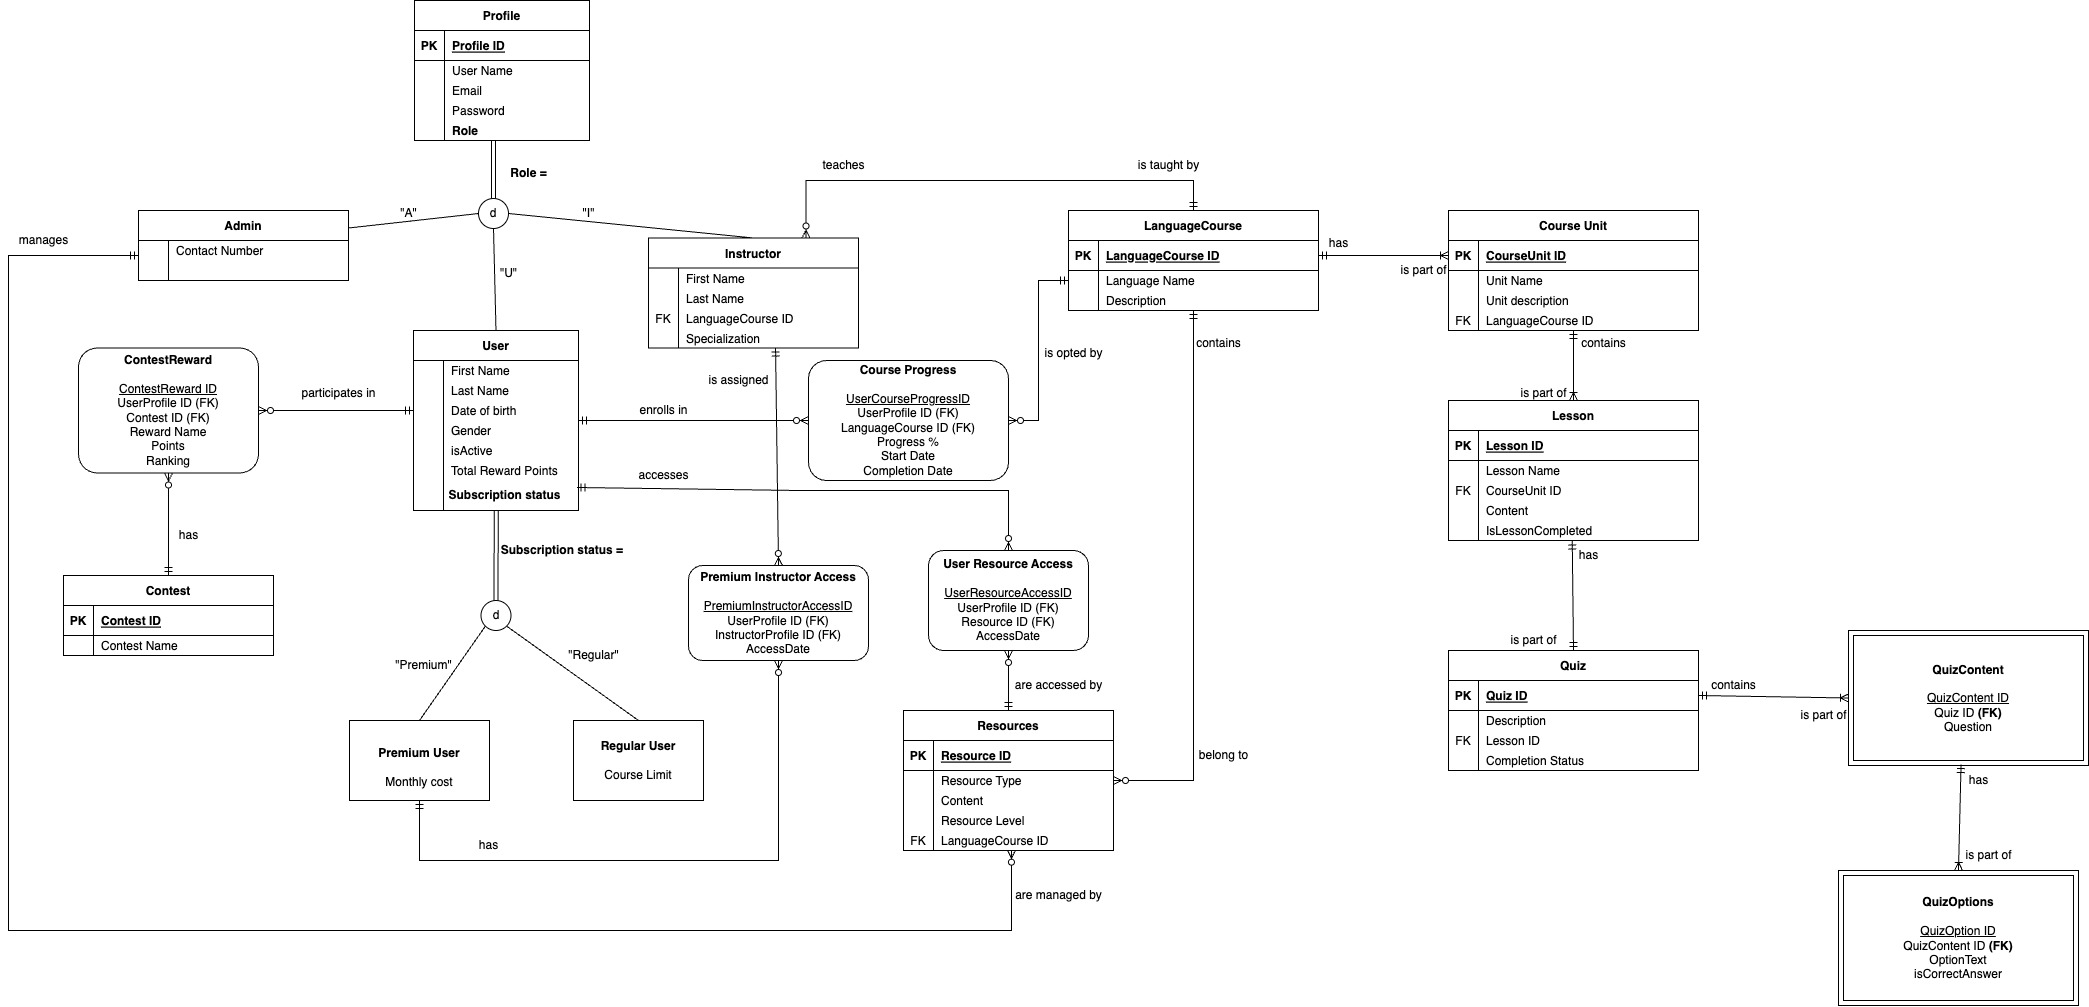 Profile
PK Profile ID
User Name
Email
Password
Role
Role =
"A"
"I"
"U"
manages
Admin
Contact Number
teaches
is taught by
Instructor
First Name
Last Name
FK LanguageCourse ID
Specialization
LanguageCourse
PK LanguageCourse ID
Language Name
Description
has
is part of
Course Unit
PK CourseUnit ID
Unit Name
Unit description
FK LanguageCourse ID
contains
is part of
ContestReward
ContestReward ID
UserProfile ID (FK)
Contest ID (FK)
Reward Name
Points
Ranking
participates in
User
First Name
Last Name
Date of birth
Gender
isActive
Total Reward Points
Subscription status
is assigned
enrolls in
accesses
Course Progress
UserCourseProgressID
UserProfile ID (FK)
LanguageCourse ID (FK)
Progress %
Start Date
Completion Date
is opted by
contains
Lesson
PK Lesson ID
Lesson Name
FK CourseUnit ID
Content
IsLessonCompleted
has
is part of
has
Contest
PK Contest ID
Contest Name
Subscription status =
d
d
"Premium"
"Regular"
Premium Instructor Access
PremiumInstructorAccessID
UserProfile ID (FK)
InstructorProfile ID (FK)
AccessDate
User Resource Access
UserResourceAccessID
UserProfile ID (FK)
Resource ID (FK)
AccessDate
are accessed by
Premium User
Monthly cost
Regular User
Course Limit
has
Resources
PK Resource ID
Resource Type
Content
Resource Level
FK LanguageCourse ID
belong to
are managed by
Quiz
PK Quiz ID
Description
FK Lesson ID
Completion Status
contains
is part of
QuizContent
QuizContent ID
Quiz ID (FK)
Question
has
is part of
QuizOptions
QuizOption ID
QuizContent ID (FK)
OptionText
isCorrectAnswer